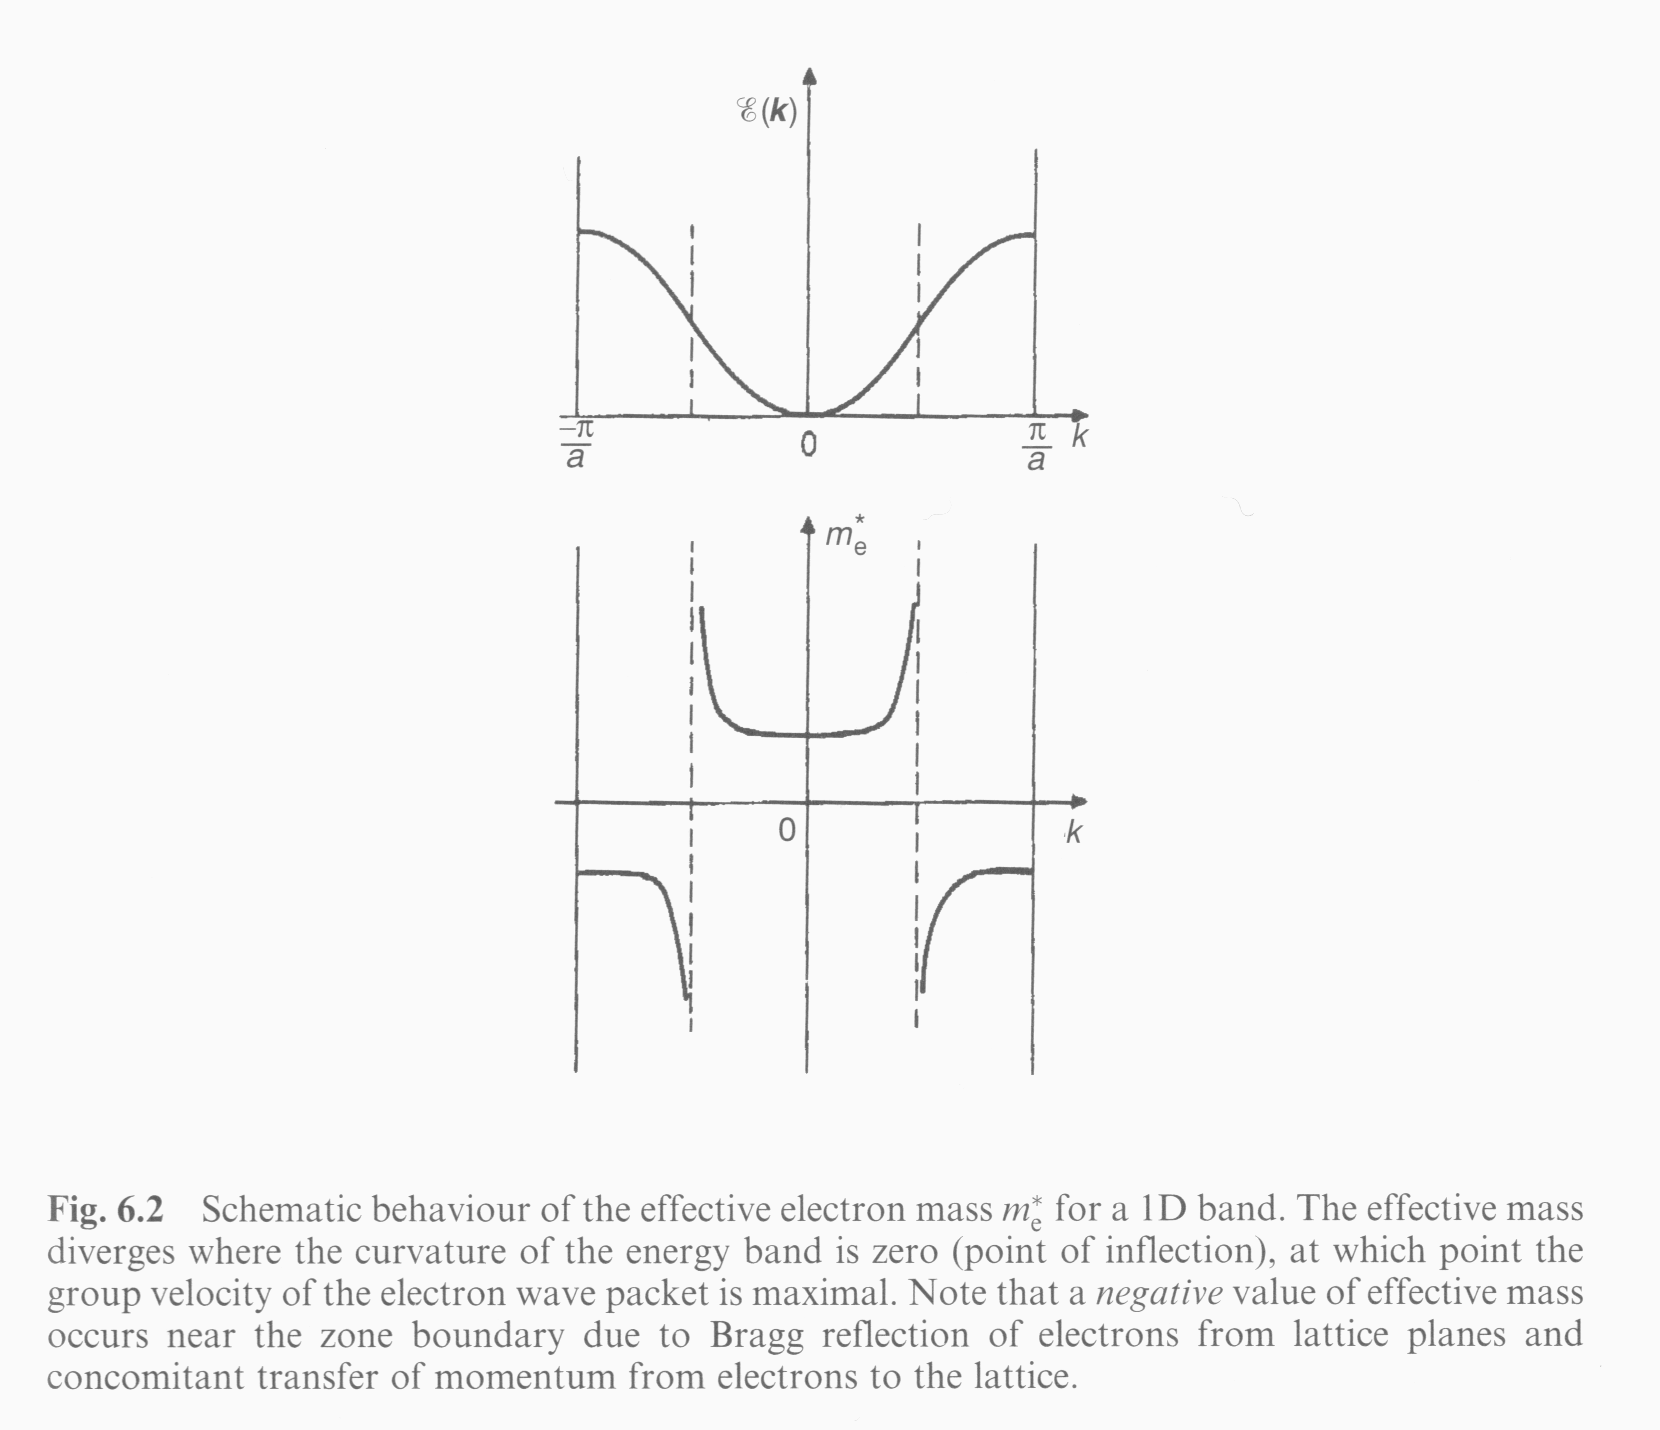 ℰ(k)
−π/a
0
π/a
k
m*e
0
k
Fig. 6.2 Schematic behaviour of the effective electron mass m*e for a 1D band. The effective mass
diverges where the curvature of the energy band is zero (point of inflection), at which point the
group velocity of the electron wave packet is maximal. Note that a negative value of effective mass
occurs near the zone boundary due to Bragg reflection of electrons from lattice planes and
concomitant transfer of momentum from electrons to the lattice.